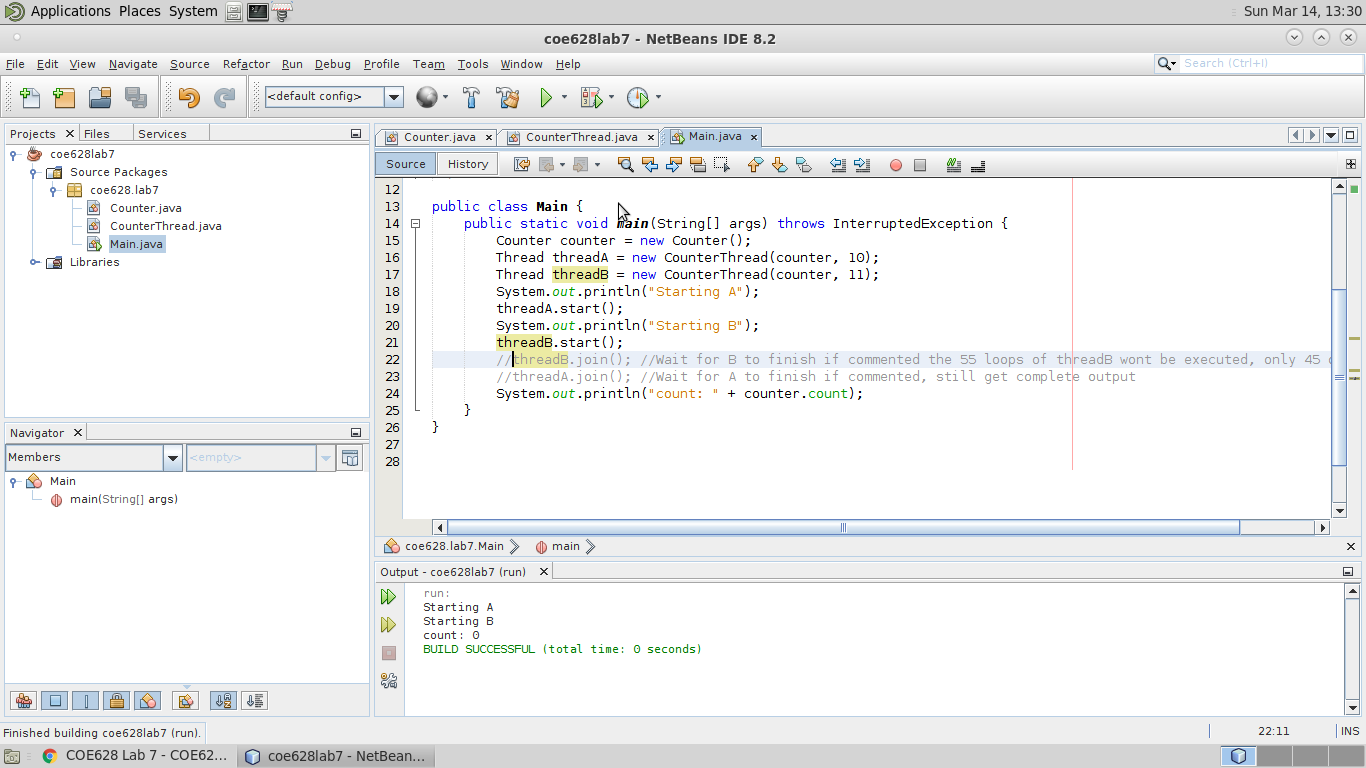 Applications Places System
Sun Mar 14, 13:30
coe628lab7 - NetBeans IDE 8.2
File Edit View Navigate Source Refactor Run Debug Profile Team Tools Window Help
Search (Ctrl+I)
<default config>
Projects Files Services
coe628lab7
Source Packages
coe628.lab7
Counter.java
CounterThread.java
Main.java
Libraries
Navigator
Members
<empty>
Main
main(String[] args)
Counter.java CounterThread.java Main.java
Source History
12
13 public class Main {
14 public static void main(String[] args) throws InterruptedException {
15 Counter counter = new Counter();
16 Thread threadA = new CounterThread(counter, 10);
17 Thread threadB = new CounterThread(counter, 11);
18 System.out.println("Starting A");
19 threadA.start();
20 System.out.println("Starting B");
21 threadB.start();
22 //threadB.join(); //Wait for B to finish if commented the 55 loops of threadB wont be executed, only 45
23 //threadA.join(); //Wait for A to finish if commented, still get complete output
24 System.out.println("count: " + counter.count);
25 }
26 }
27
28
coe628.lab7.Main main
Output - coe628lab7 (run)
run:
Starting A
Starting B
count: 0
BUILD SUCCESSFUL (total time: 0 seconds)
Finished building coe628lab7 (run).
22:11 INS
COE628 Lab 7 - COE62...
coe628lab7 - NetBean...